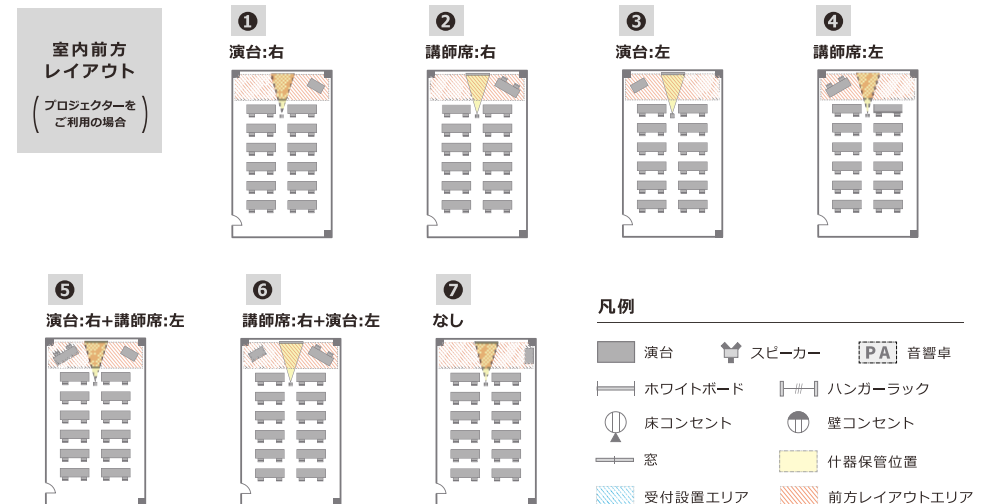 室内前方
レイアウト
(プロジェクターを
ご利用の場合)
❶
演台:右
❷
講師席:右
❸
演台:左
❹
講師席:左
❺
演台:右+講師席:左
❻
講師席:右+演台:左
❼
なし
凡例
演台
スピーカー
PA 音響卓
ホワイトボード
ハンガーラック
床コンセント
壁コンセント
窓
什器保管位置
受付設置エリア
前方レイアウトエリア